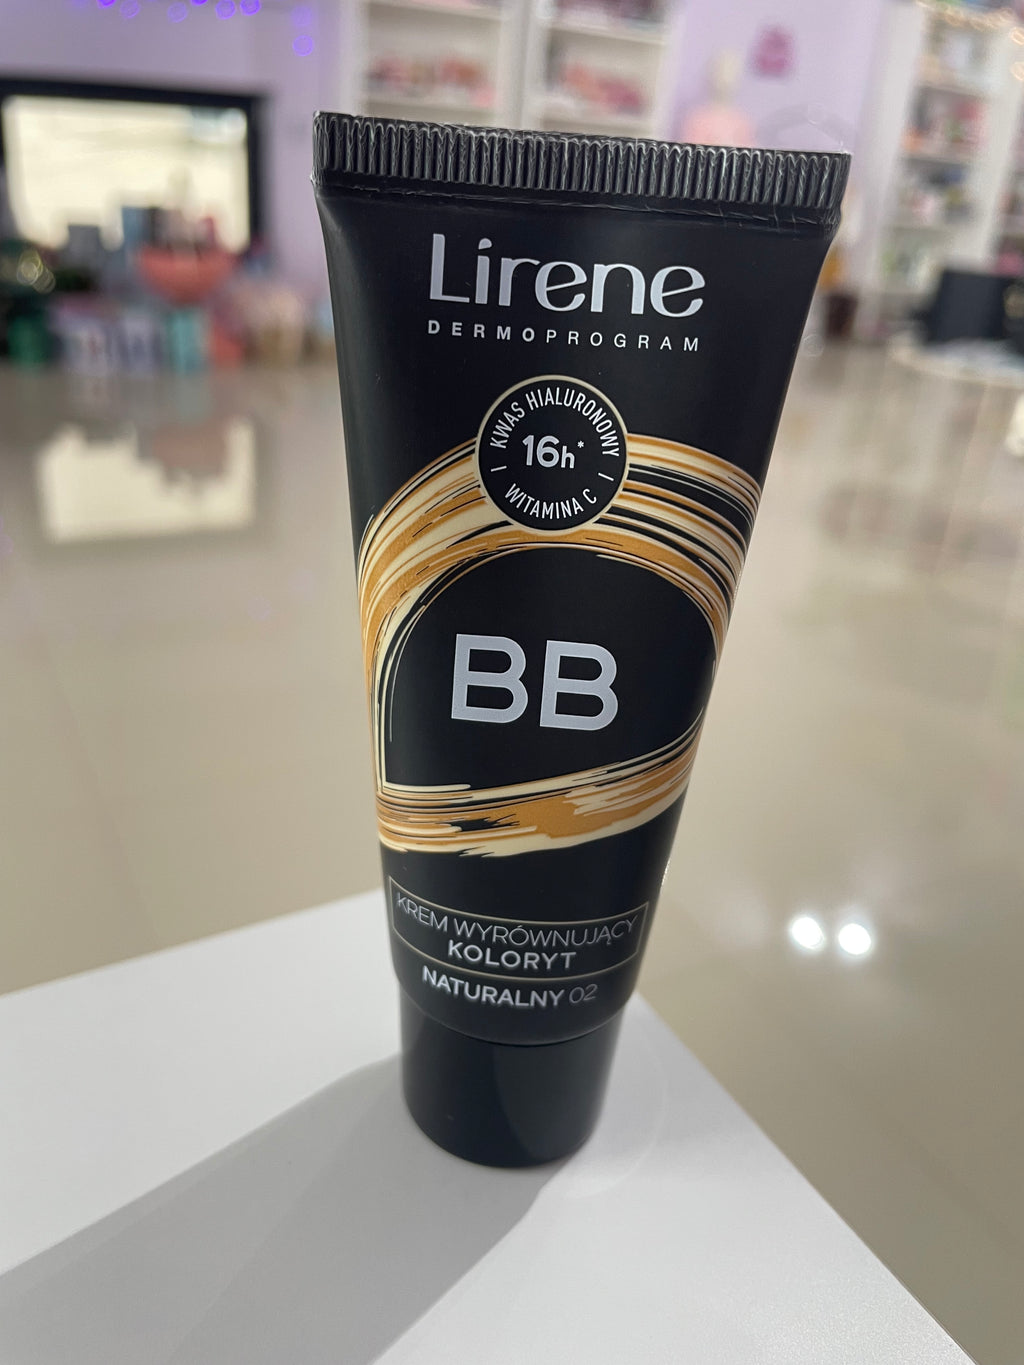 Lirene
DERMOPROGRAM
KWAS HIALURONOWY
16h*
WITAMINA C
BB
KREM WYRÓWNUJĄCY
KOLORYT
NATURALNY 02